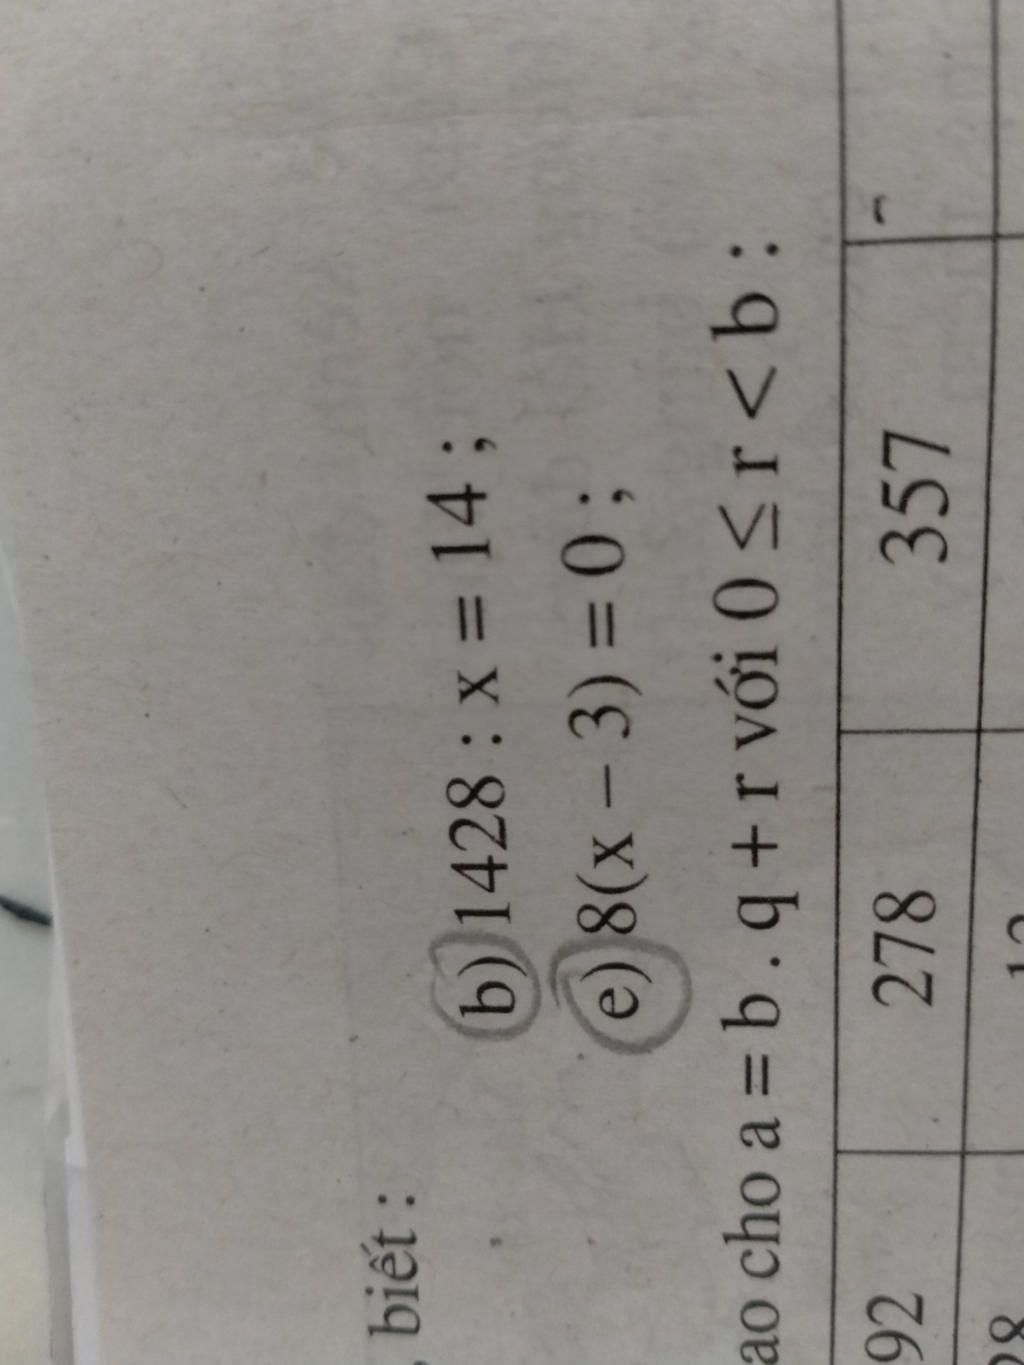 biết :
b) 1428 : x = 14 ;
e) 8(x – 3) = 0 ;
ao cho a = b . q + r với 0 ≤ r < b :
92 278 357